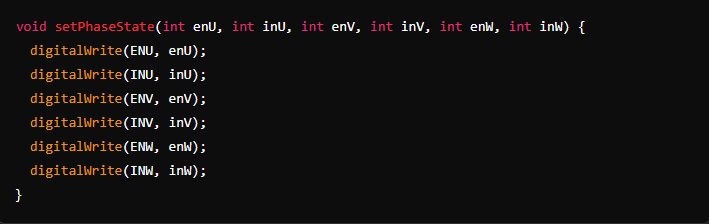 void setPhaseState(int enU, int inU, int enV, int inV, int enW, int inW) {
  digitalWrite(ENU, enU);
  digitalWrite(INU, inU);
  digitalWrite(ENV, enV);
  digitalWrite(INV, inV);
  digitalWrite(ENW, enW);
  digitalWrite(INW, inW);
}